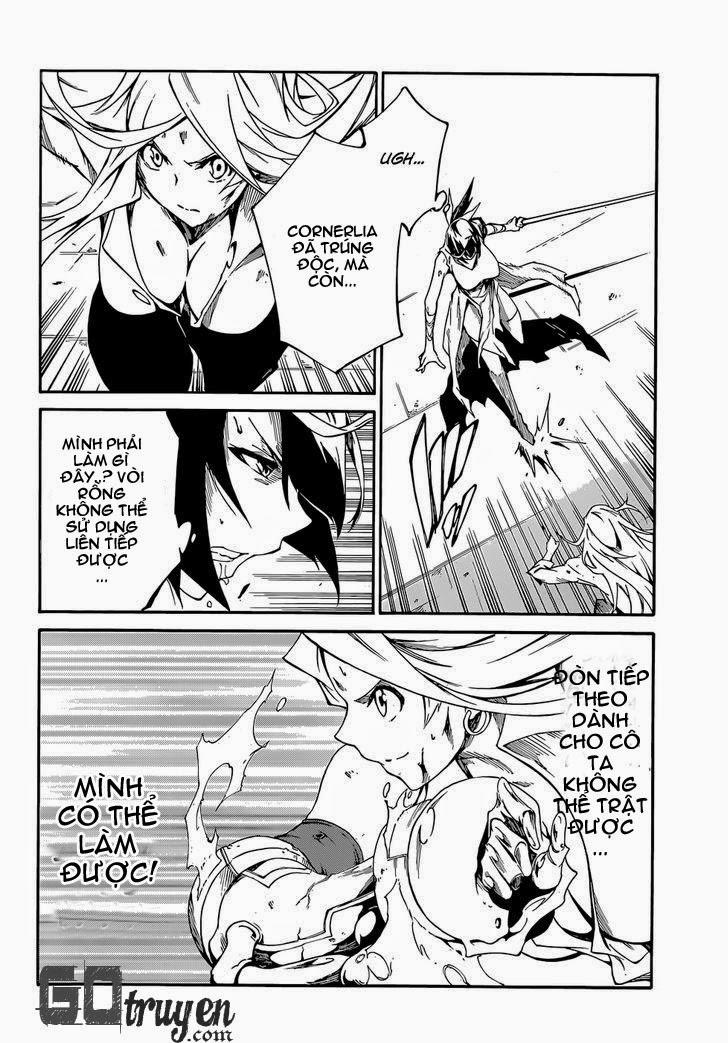 UGH...
CORNERLIA
ĐÃ TRÚNG
ĐỘC, MÀ
CÒN...
MÌNH PHẢI
LÀM GÌ
ĐÂY..? VÒI
RỒNG
KHÔNG THỂ
SỬ DỤNG
LIÊN TIẾP
ĐƯỢC
...
ĐÒN TIẾP
THEO
DÀNH
CHO CÔ
TA
KHÔNG
THỂ TRẬT
ĐƯỢC
...
MÌNH
CÓ THỂ
LÀM
ĐƯỢC!
GOtruyen
.com